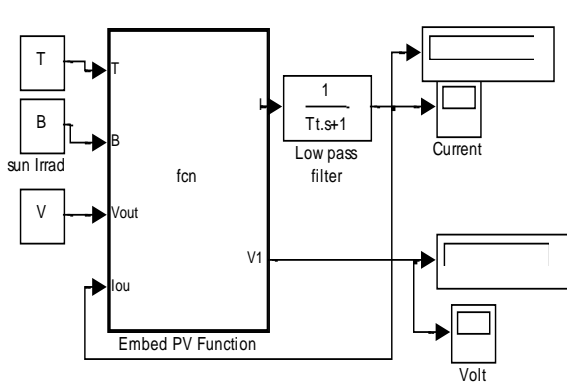 T
T
B
sun Irrad
B
V
Vout
Iou
fcn
I
V1
Embed PV Function
1
Tt.s+1
Low pass
filter
Current
Volt